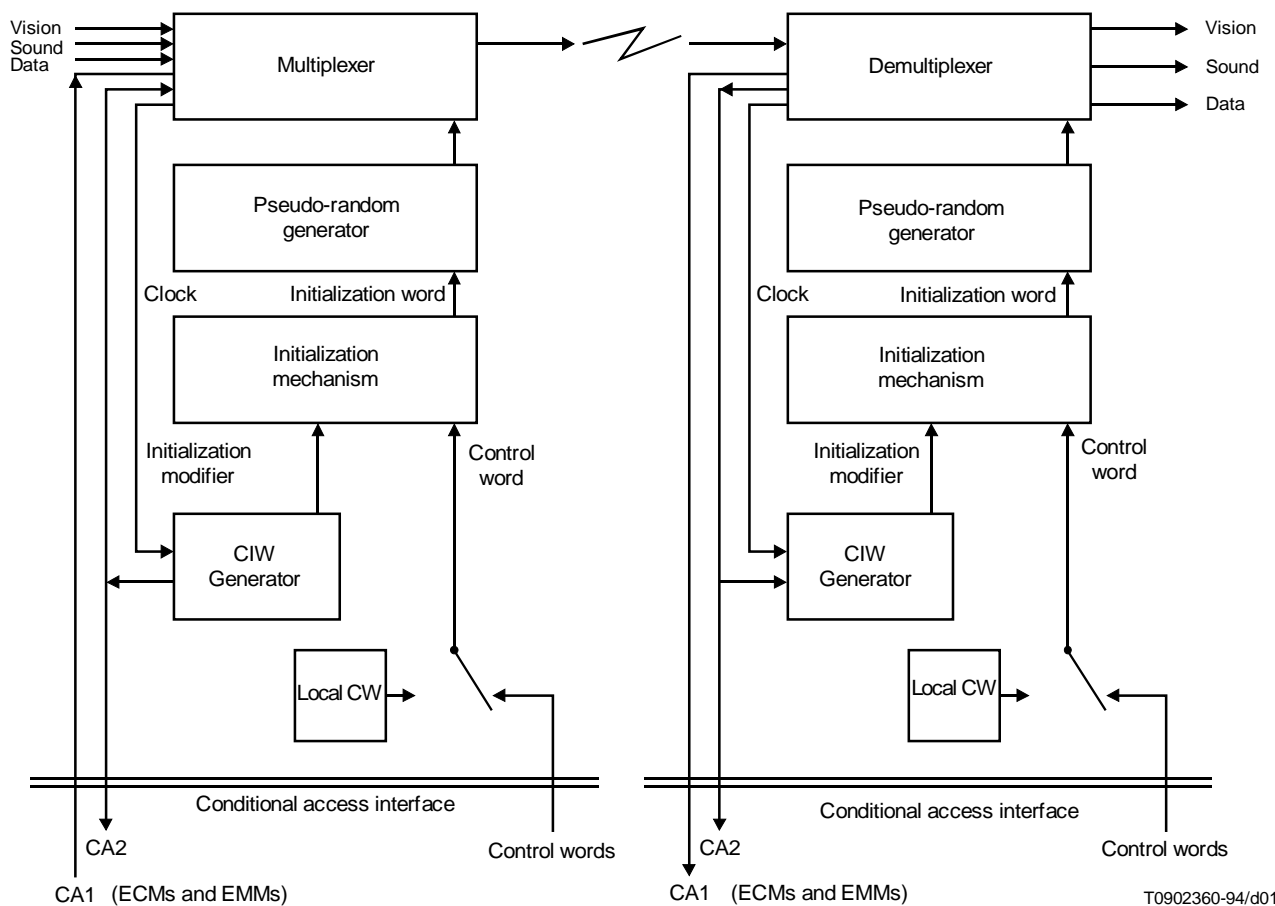 Vision
Sound
Data
Multiplexer
Pseudo-random
generator
Clock
Initialization word
Initialization
mechanism
Initialization
modifier
Control
word
CIW
Generator
Local CW
Conditional access interface
CA2
Control words
CA1 (ECMs and EMMs)
Demultiplexer
Vision
Sound
Data
Pseudo-random
generator
Clock
Initialization word
Initialization
mechanism
Initialization
modifier
Control
word
CIW
Generator
Local CW
Conditional access interface
CA2
Control words
CA1 (ECMs and EMMs)
T0902360-94/d01